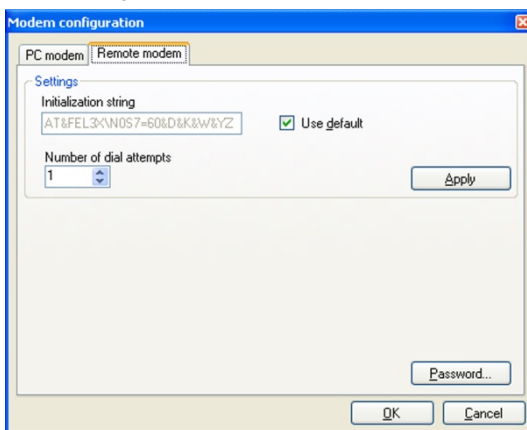 Modem configuration
PC modem
Remote modem
Settings
Initialization string
AT&FEL3X\N0S7=60&D&K&W&YZ
Use default
Number of dial attempts
1
Apply
Password...
OK
Cancel